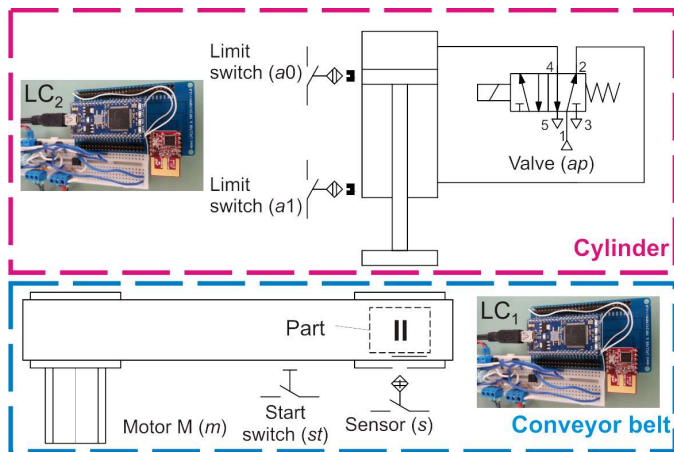 Limit
switch (a0)
LC2
4
2
5
3
1
Valve (ap)
Limit
switch (a1)
Cylinder
Part
II
LC1
Motor M (m)
Start
switch (st)
Sensor (s)
Conveyor belt